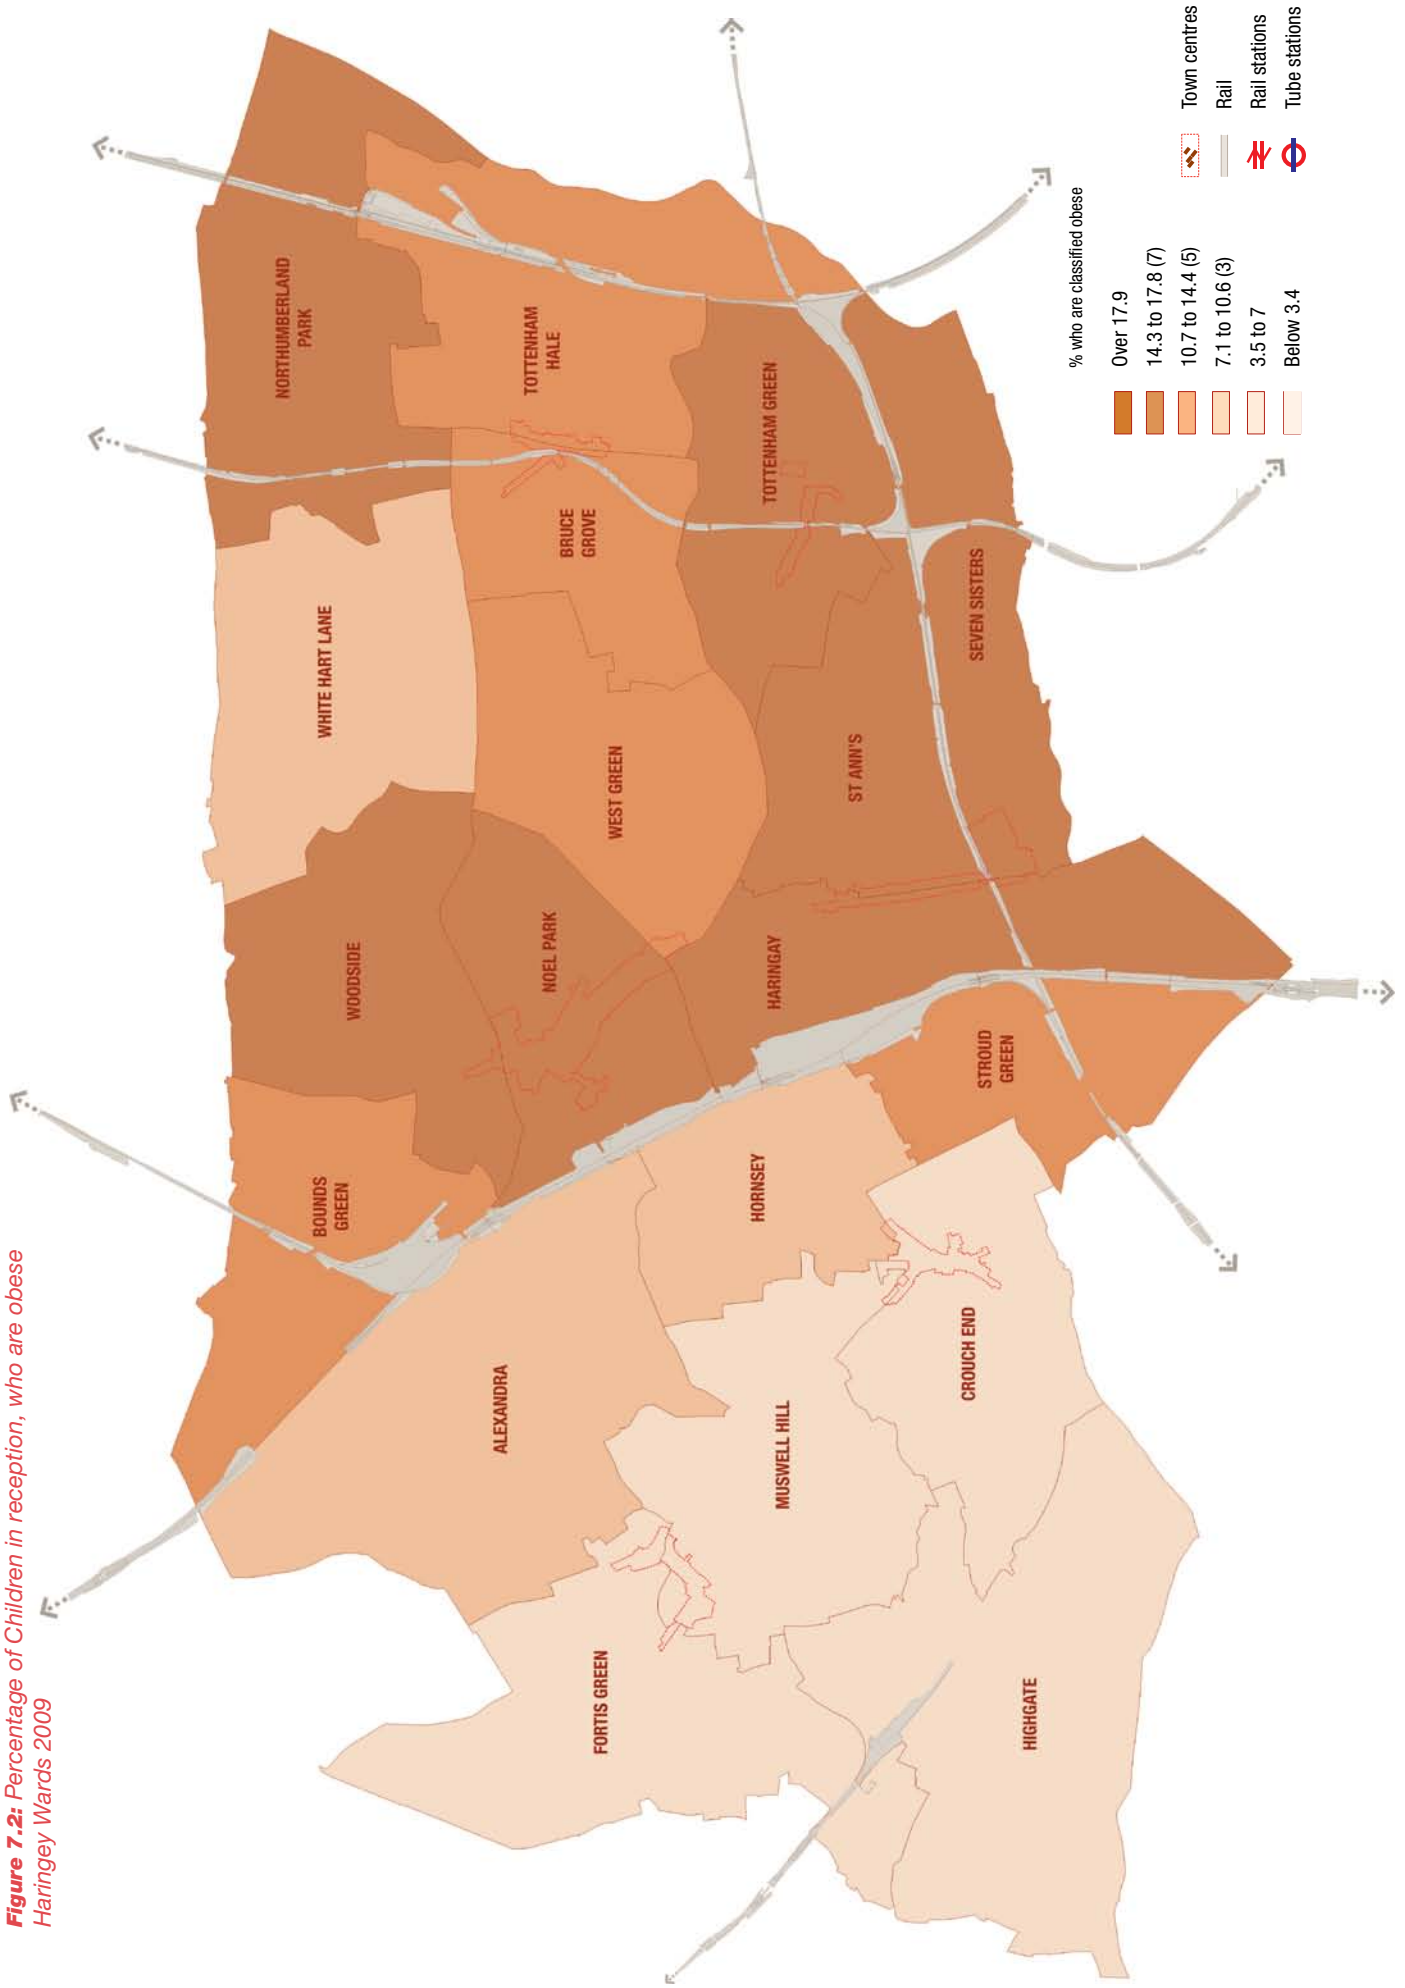 Figure 7.2: Percentage of Children in reception, who are obese
Haringey Wards 2009
NORTHUMBERLAND
PARK
TOTTENHAM
HALE
TOTTENHAM GREEN
WHITE HART LANE
BRUCE
GROVE
SEVEN SISTERS
WEST GREEN
ST ANN'S
WOODSIDE
NOEL PARK
HARINGAY
STROUD
GREEN
BOUNDS
GREEN
HORNSEY
ALEXANDRA
MUSWELL HILL
CROUCH END
FORTIS GREEN
HIGHGATE
% who are classified obese
Over 17.9
14.3 to 17.8 (7)
10.7 to 14.4 (5)
7.1 to 10.6 (3)
3.5 to 7
Below 3.4
Town centres
Rail
Rail stations
Tube stations